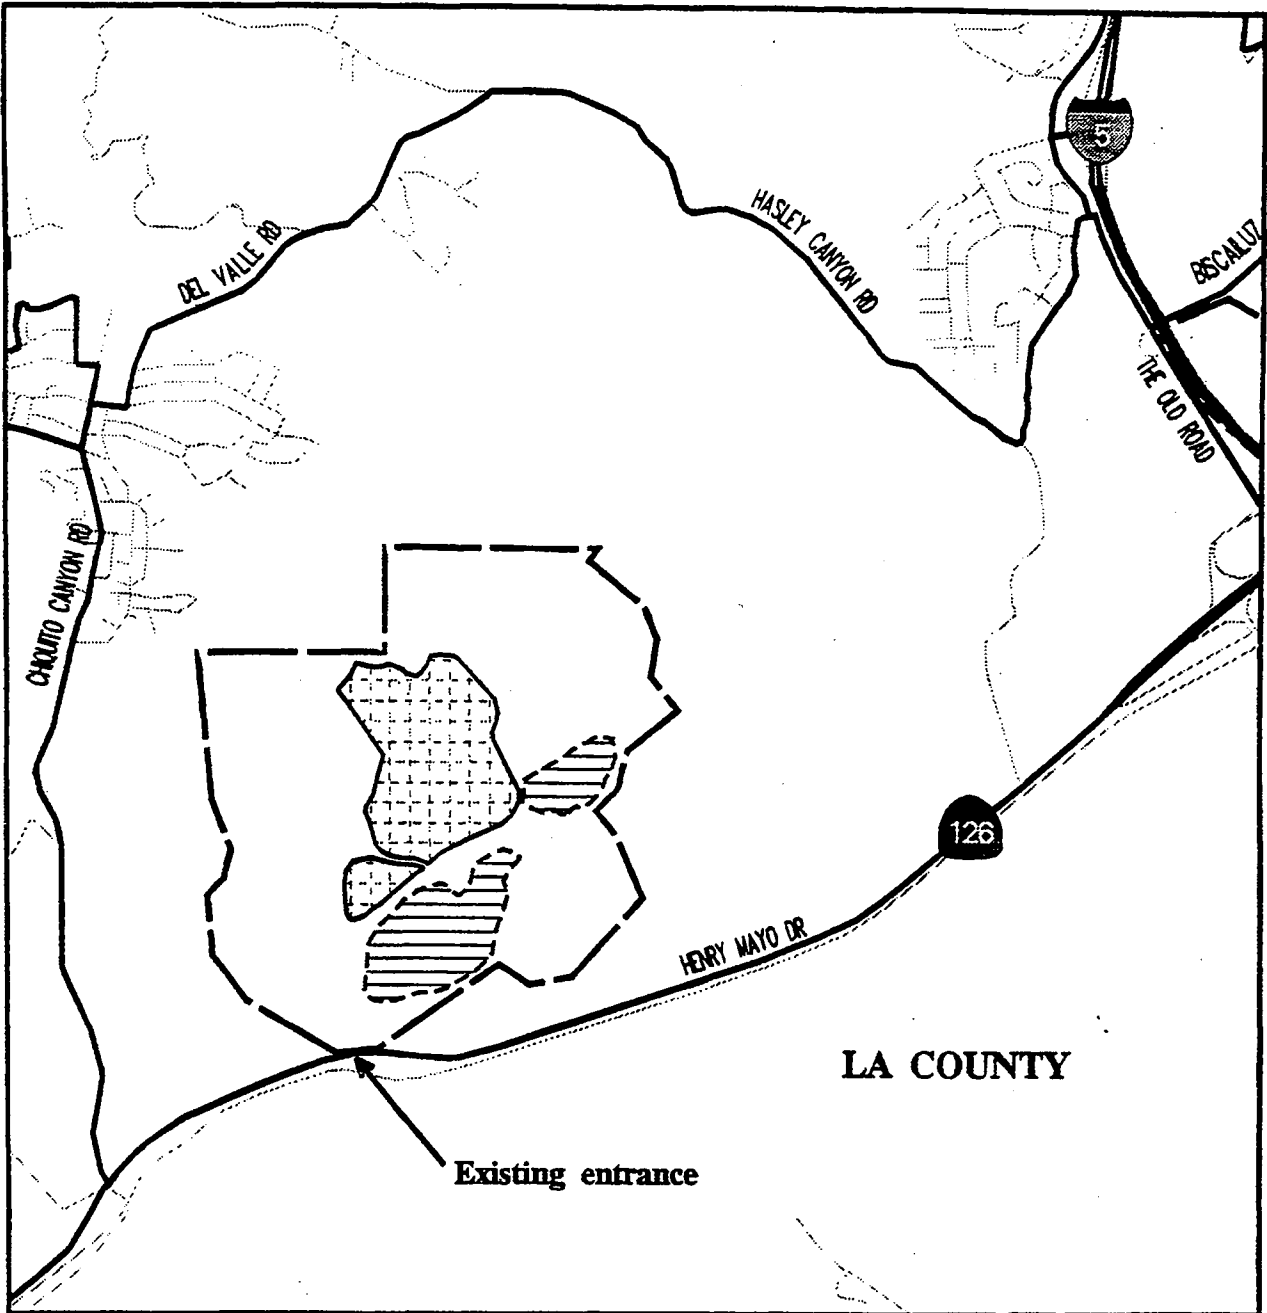 5
HASLEY CANYON RD
DEL VALLE RD
BISCAILUZ
THE OLD ROAD
CHIQUITO CANYON RD
126
HENRY MAYO DR
LA COUNTY
Existing entrance